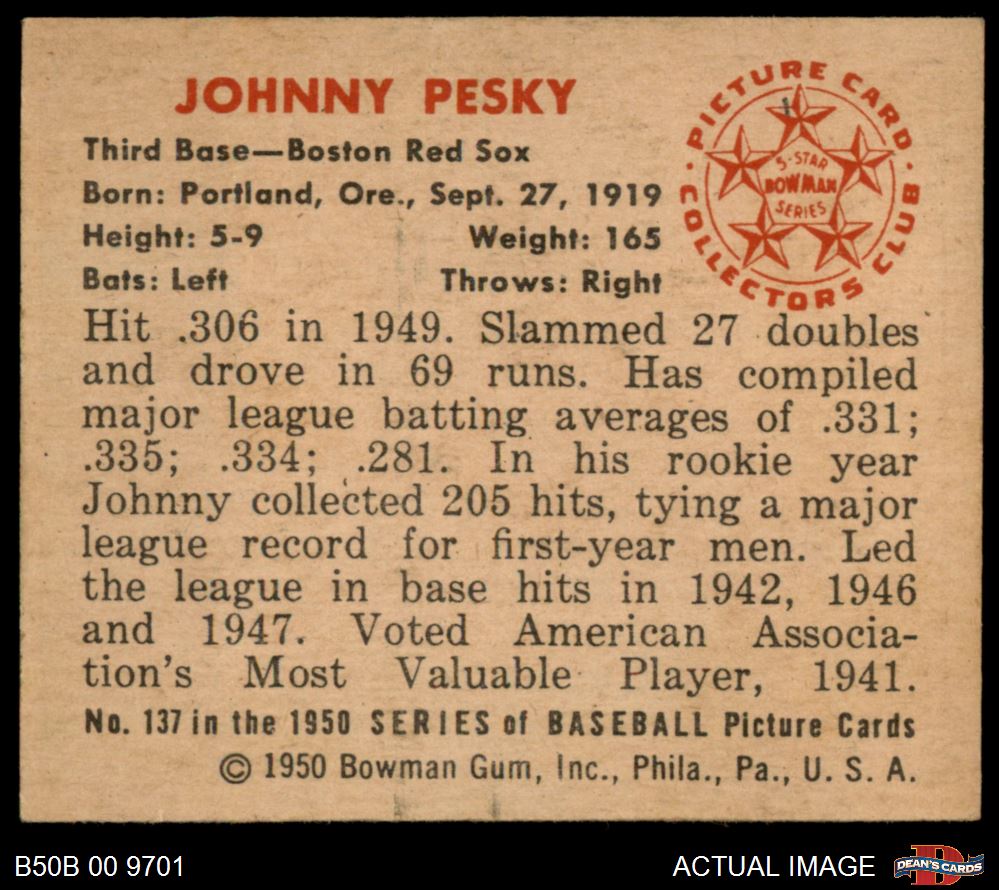 JOHNNY PESKY
Third Base—Boston Red Sox
Born: Portland, Ore., Sept. 27, 1919
Height: 5-9 Weight: 165
Bats: Left Throws: Right
PICTURE CARD
COLLECTORS CLUB
5-STAR
BOWMAN
SERIES
Hit .306 in 1949. Slammed 27 doubles
and drove in 69 runs. Has compiled
major league batting averages of .331;
.335; .334; .281. In his rookie year
Johnny collected 205 hits, tying a major
league record for first-year men. Led
the league in base hits in 1942, 1946
and 1947. Voted American Associa-
tion's Most Valuable Player, 1941.
No. 137 in the 1950 SERIES of BASEBALL Picture Cards
© 1950 Bowman Gum, Inc., Phila., Pa., U. S. A.
B50B 00 9701 ACTUAL IMAGE
D
DEAN'S CARDS